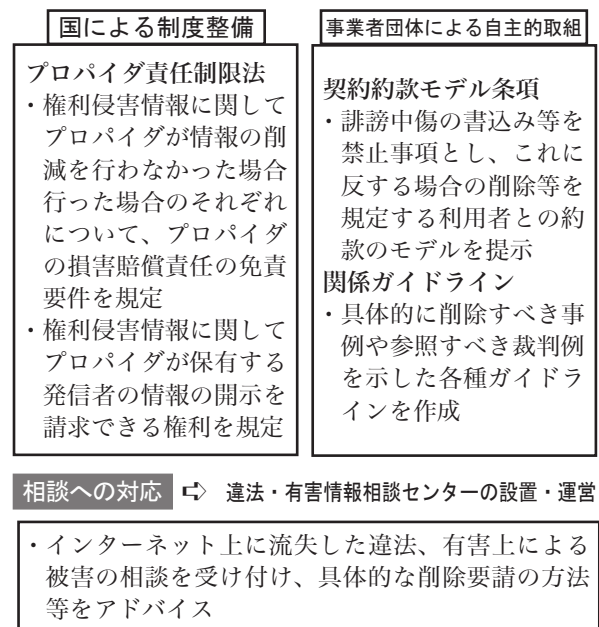 国による制度整備
プロパイダ責任制限法
・権利侵害情報に関して
プロパイダが情報の削
減を行わなかった場合
行った場合のそれぞれ
について、プロパイダ
の損害賠償責任の免責
要件を規定
・権利侵害情報に関して
プロパイダが保有する
発信者の情報の開示を
請求できる権利を規定
事業者団体による自主的取組
契約約款モデル条項
・誹謗中傷の書込み等を
禁止事項とし、これに
反する場合の削除等を
規定する利用者との約
款のモデルを提示
関係ガイドライン
・具体的に削除すべき事
例や参照すべき裁判例
を示した各種ガイドラ
インを作成
相談への対応 ➪ 違法・有害情報相談センターの設置・運営
・インターネット上に流失した違法、有害上による
被害の相談を受け付け、具体的な削除要請の方法
等をアドバイス